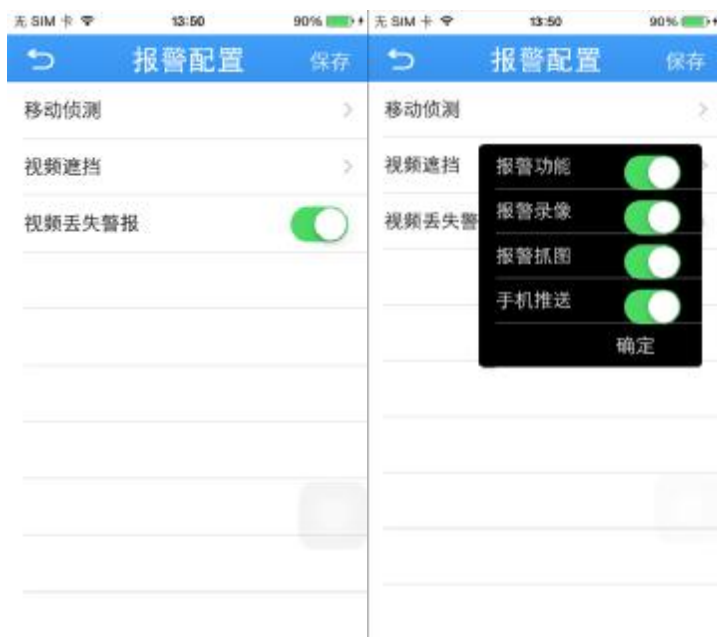 无 SIM 卡 13:50 90%
报警配置 保存
移动侦测
视频遮挡
视频丢失警报
无 SIM 卡 13:50 90%
报警配置 保存
移动侦测
视频遮挡
视频丢失警
报警功能
报警录像
报警抓图
手机推送
确定